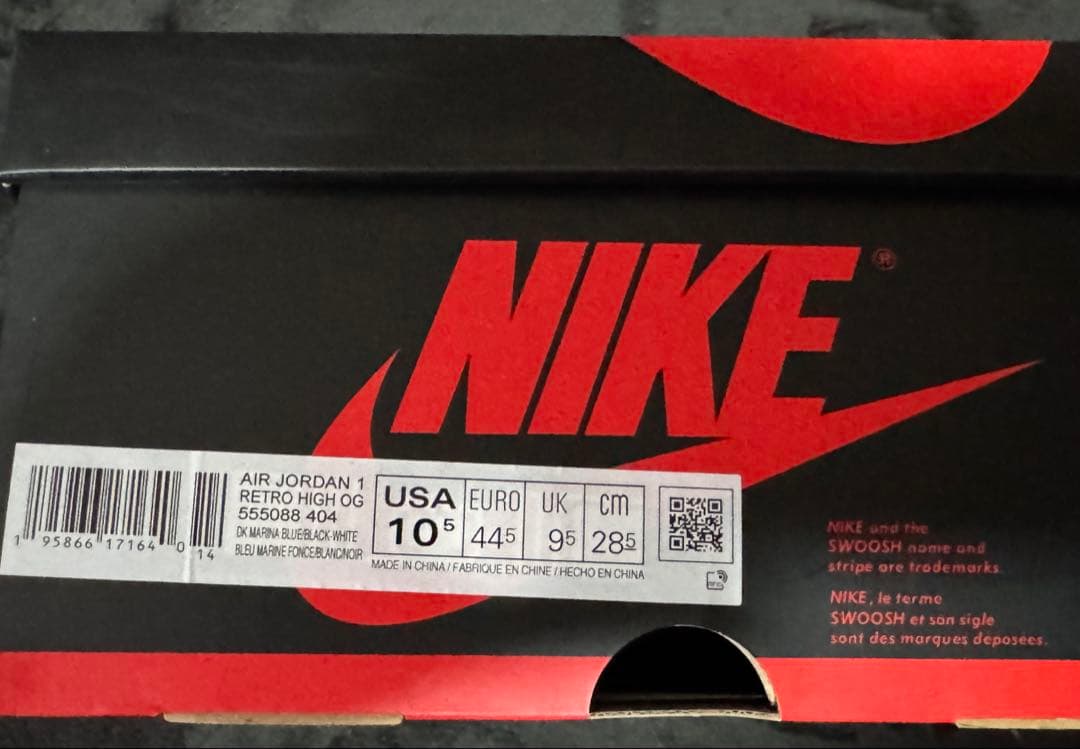 NIKE®
AIR JORDAN 1
RETRO HIGH OG
555088 404
DK MARINA BLUE/BLACK-WHITE
BLEU MARINE FONCE/BLANC/NOIR
1 95866 17164 0 14
USA EURO UK cm
10⁵ 44⁵ 9⁵ 28⁵
MADE IN CHINA / FABRIQUE EN CHINE / HECHO EN CHINA
NIKE and the
SWOOSH name and
stripe are trademarks.
NIKE, le terme
SWOOSH et son sigle
sont des marques déposées.